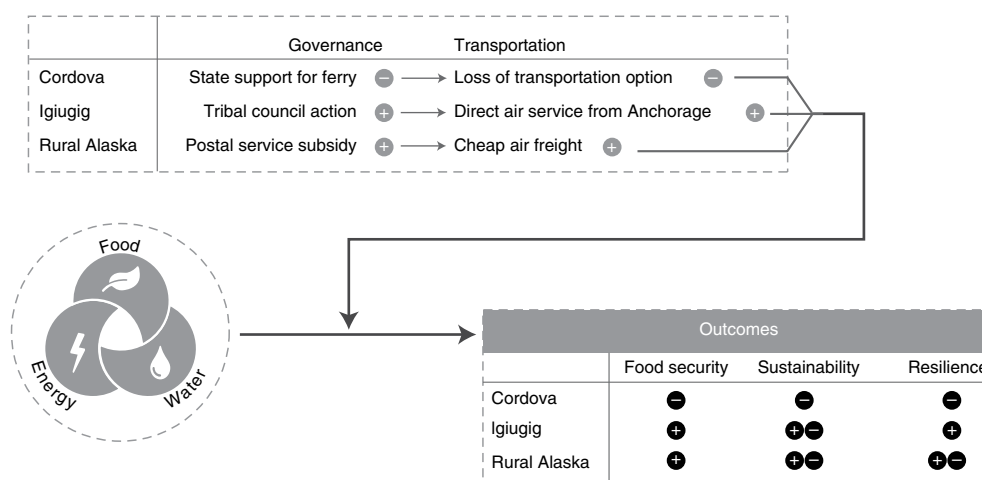 Governance Transportation
Cordova State support for ferry − → Loss of transportation option −
Igiugig Tribal council action + → Direct air service from Anchorage +
Rural Alaska Postal service subsidy + → Cheap air freight +
Food
Energy
Water
Outcomes
Food security Sustainability Resilience
Cordova − − −
Igiugig + +− +
Rural Alaska + +− +−